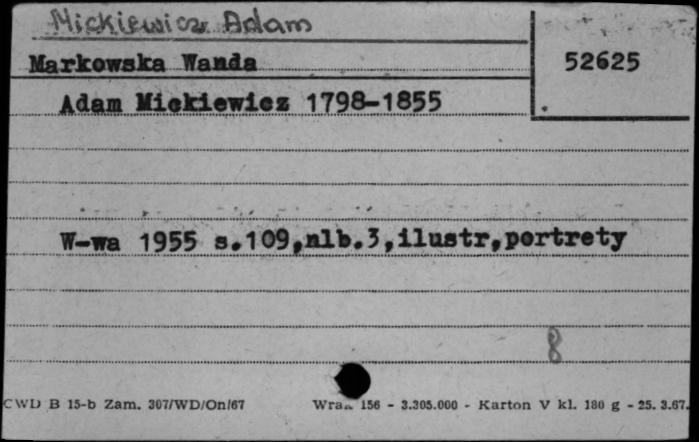 Mickiewicz Adam
Markowska Wanda 52625
Adam Mickiewicz 1798-1855
W-wa 1955 s.109,nlb.3,ilustr,portrety
8
CWD B 15-b Zam. 307/WD/On/67 156 - 3.305.000 - Karton V kl. 180 g - 25. 3.67.